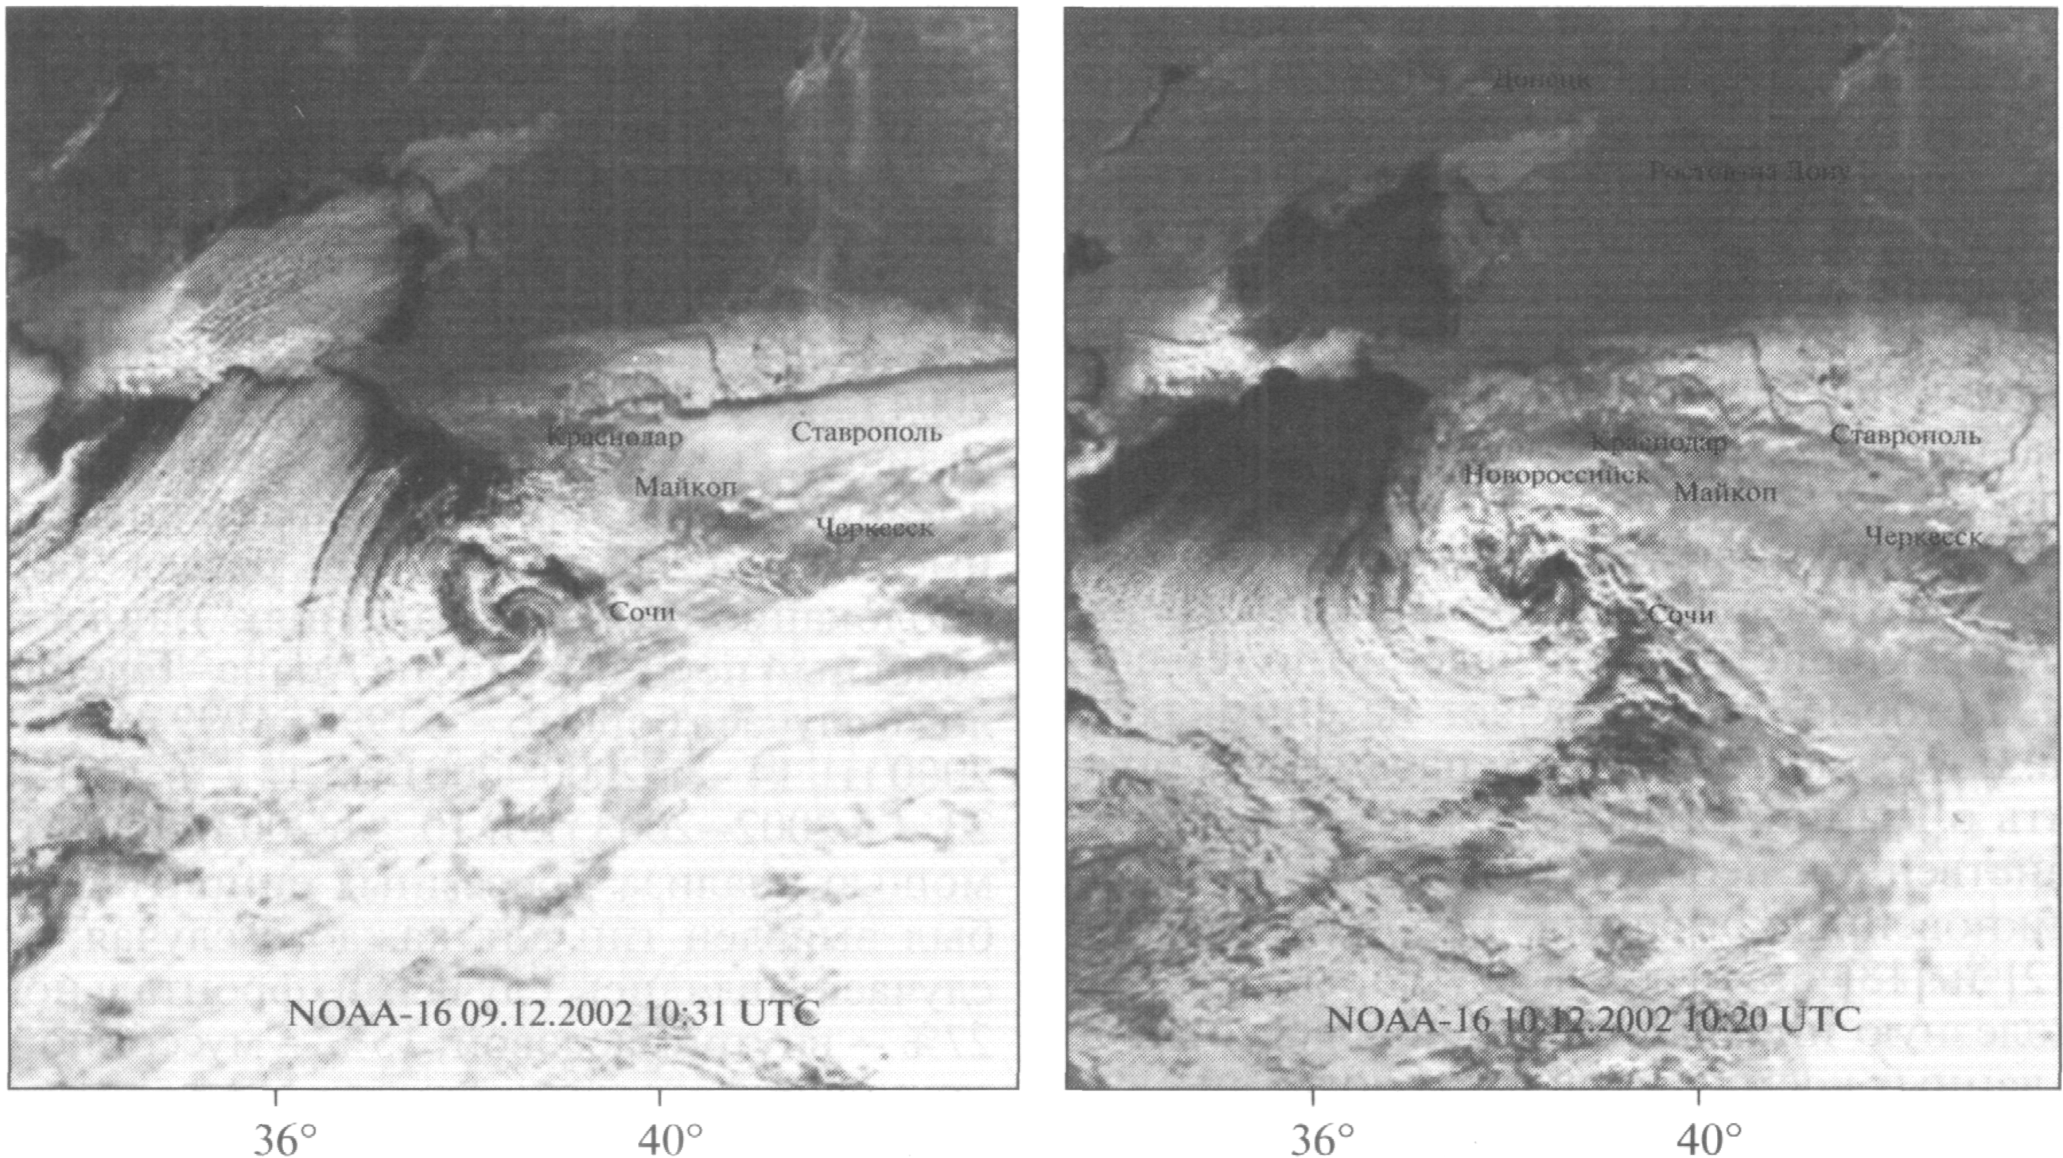 Краснодар
Ставрополь
Майкоп
Черкесск
Сочи
NOAA-16 09.12.2002 10:31 UTC
36°
40°
Донецк
Ростов-на Дону
Краснодар
Ставрополь
Новороссийск
Майкоп
Черкесск
Сочи
NOAA-16 10.12.2002 10:20 UTC
36°
40°